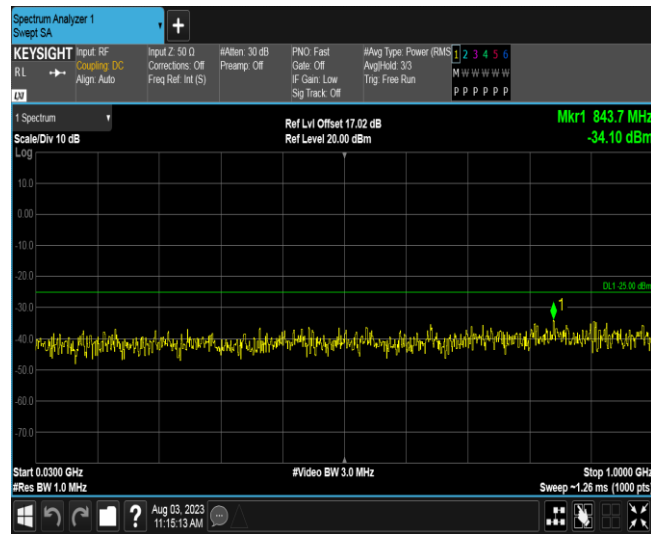 Spectrum Analyzer 1
Swept SA
+
KEYSIGHT
RL
LXI
Input: RF
Coupling: DC
Align: Auto
Input Z: 50 Ω
Corrections: Off
Freq Ref: Int (S)
#Atten: 30 dB
Preamp: Off
PNO: Fast
Gate: Off
IF Gain: Low
Sig Track: Off
#Avg Type: Power (RMS
Avg|Hold: 3/3
Trig: Free Run
1 2 3 4 5 6
M W W W W W
P P P P P P
1 Spectrum
Scale/Div 10 dB
Ref Lvl Offset 17.02 dB
Ref Level 20.00 dBm
Mkr1 843.7 MHz
-34.10 dBm
Log
10.0
0.00
-10.0
-20.0
DL1 -25.00 dBm
-30.0
1
-40.0
-50.0
-60.0
-70.0
Start 0.0300 GHz
#Video BW 3.0 MHz
Stop 1.0000 GHz
#Res BW 1.0 MHz
Sweep ~1.26 ms (1000 pts)
?
Aug 03, 2023
11:15:13 AM